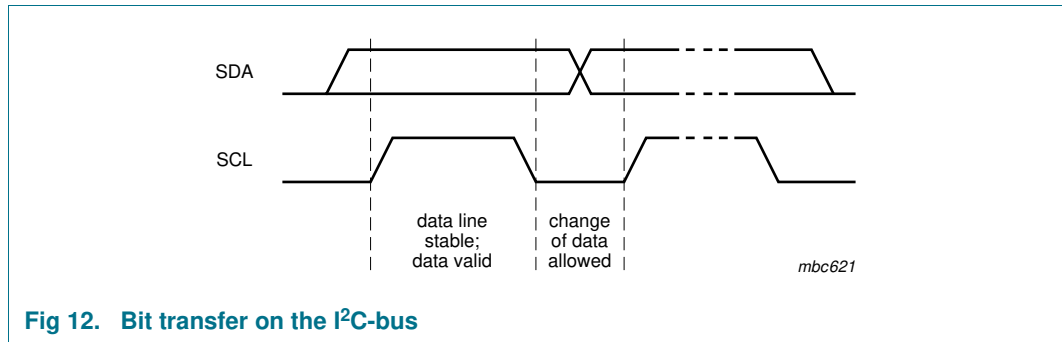 SDA
SCL
data line
stable;
data valid
change
of data
allowed
mbc621
Fig 12. Bit transfer on the I²C-bus